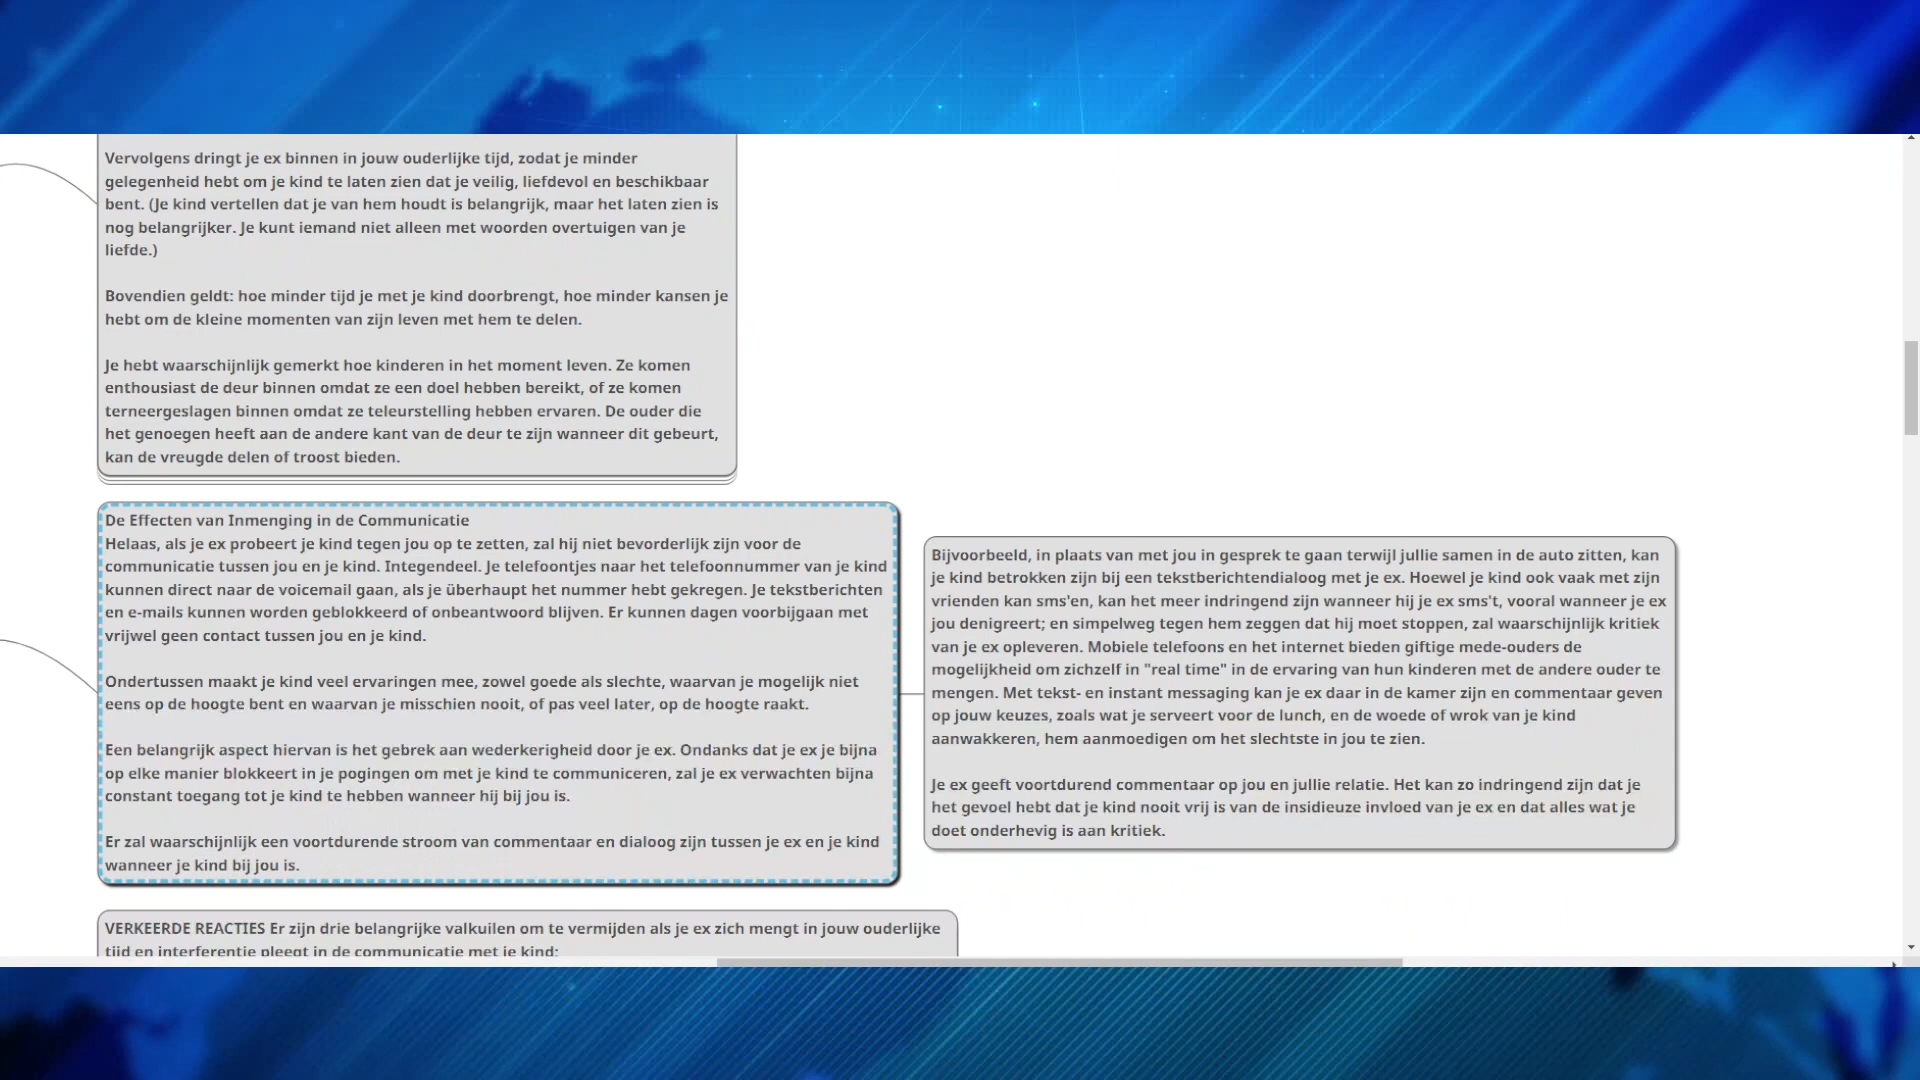 Vervolgens dringt je ex binnen in jouw ouderlijke tijd, zodat je minder
gelegenheid hebt om je kind te laten zien dat je veilig, liefdevol en beschikbaar
bent. (Je kind vertellen dat je van hem houdt is belangrijk, maar het laten zien is
nog belangrijker. Je kunt iemand niet alleen met woorden overtuigen van je
liefde.)
Bovendien geldt: hoe minder tijd je met je kind doorbrengt, hoe minder kansen je
hebt om de kleine momenten van zijn leven met hem te delen.
Je hebt waarschijnlijk gemerkt hoe kinderen in het moment leven. Ze komen
enthousiast de deur binnen omdat ze een doel hebben bereikt, of ze komen
terneergeslagen binnen omdat ze teleurstelling hebben ervaren. De ouder die
het genoegen heeft aan de andere kant van de deur te zijn wanneer dit gebeurt,
kan de vreugde delen of troost bieden.
De Effecten van Inmenging in de Communicatie
Helaas, als je ex probeert je kind tegen jou op te zetten, zal hij niet bevorderlijk zijn voor de
communicatie tussen jou en je kind. Integendeel. Je telefoontjes naar het telefoonnummer van je kind
kunnen direct naar de voicemail gaan, als je überhaupt het nummer hebt gekregen. Je tekstberichten
en e-mails kunnen worden geblokkeerd of onbeantwoord blijven. Er kunnen dagen voorbijgaan met
vrijwel geen contact tussen jou en je kind.
Ondertussen maakt je kind veel ervaringen mee, zowel goede als slechte, waarvan je mogelijk niet
eens op de hoogte bent en waarvan je misschien nooit, of pas veel later, op de hoogte raakt.
Een belangrijk aspect hiervan is het gebrek aan wederkerigheid door je ex. Ondanks dat je ex je bijna
op elke manier blokkeert in je pogingen om met je kind te communiceren, zal je ex verwachten bijna
constant toegang tot je kind te hebben wanneer hij bij jou is.
Er zal waarschijnlijk een voortdurende stroom van commentaar en dialoog zijn tussen je ex en je kind
wanneer je kind bij jou is.
Bijvoorbeeld, in plaats van met jou in gesprek te gaan terwijl jullie samen in de auto zitten, kan
je kind betrokken zijn bij een tekstberichtendialoog met je ex. Hoewel je kind ook vaak met zijn
vrienden kan sms'en, kan het meer indringend zijn wanneer hij je ex sms't, vooral wanneer je ex
jou denigreert; en simpelweg tegen hem zeggen dat hij moet stoppen, zal waarschijnlijk kritiek
van je ex opleveren. Mobiele telefoons en het internet bieden giftige mede-ouders de
mogelijkheid om zichzelf in "real time" in de ervaring van hun kinderen met de andere ouder te
mengen. Met tekst- en instant messaging kan je ex daar in de kamer zijn en commentaar geven
op jouw keuzes, zoals wat je serveert voor de lunch, en de woede of wrok van je kind
aanwakkeren, hem aanmoedigen om het slechtste in jou te zien.
Je ex geeft voortdurend commentaar op jou en jullie relatie. Het kan zo indringend zijn dat je
het gevoel hebt dat je kind nooit vrij is van de insidieuze invloed van je ex en dat alles wat je
doet onderhevig is aan kritiek.
VERKEERDE REACTIES Er zijn drie belangrijke valkuilen om te vermijden als je ex zich mengt in jouw ouderlijke
tijd en interferentie pleegt in de communicatie met je kind: